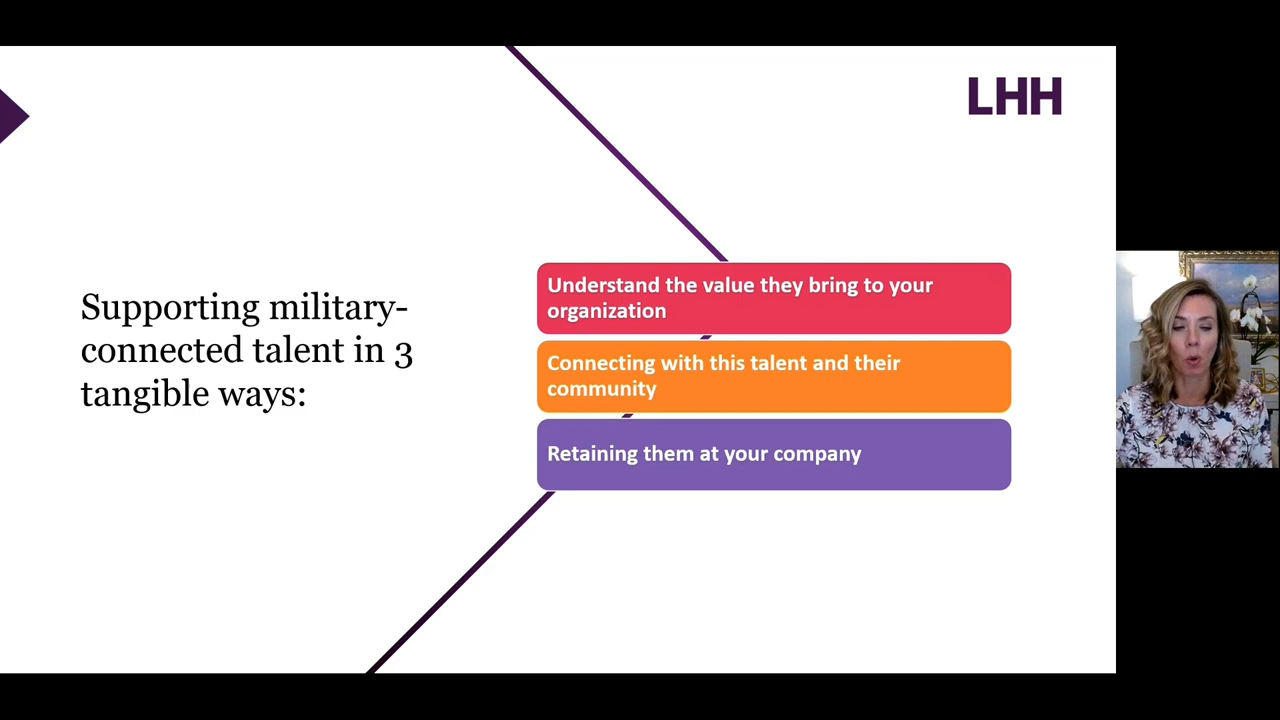 LHH
Supporting military-
connected talent in 3
tangible ways:
Understand the value they bring to your
organization
Connecting with this talent and their
community
Retaining them at your company